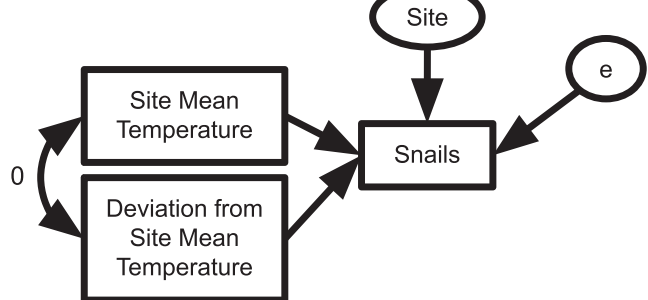 Site
e
Site Mean
Temperature
Snails
0
Deviation from
Site Mean
Temperature